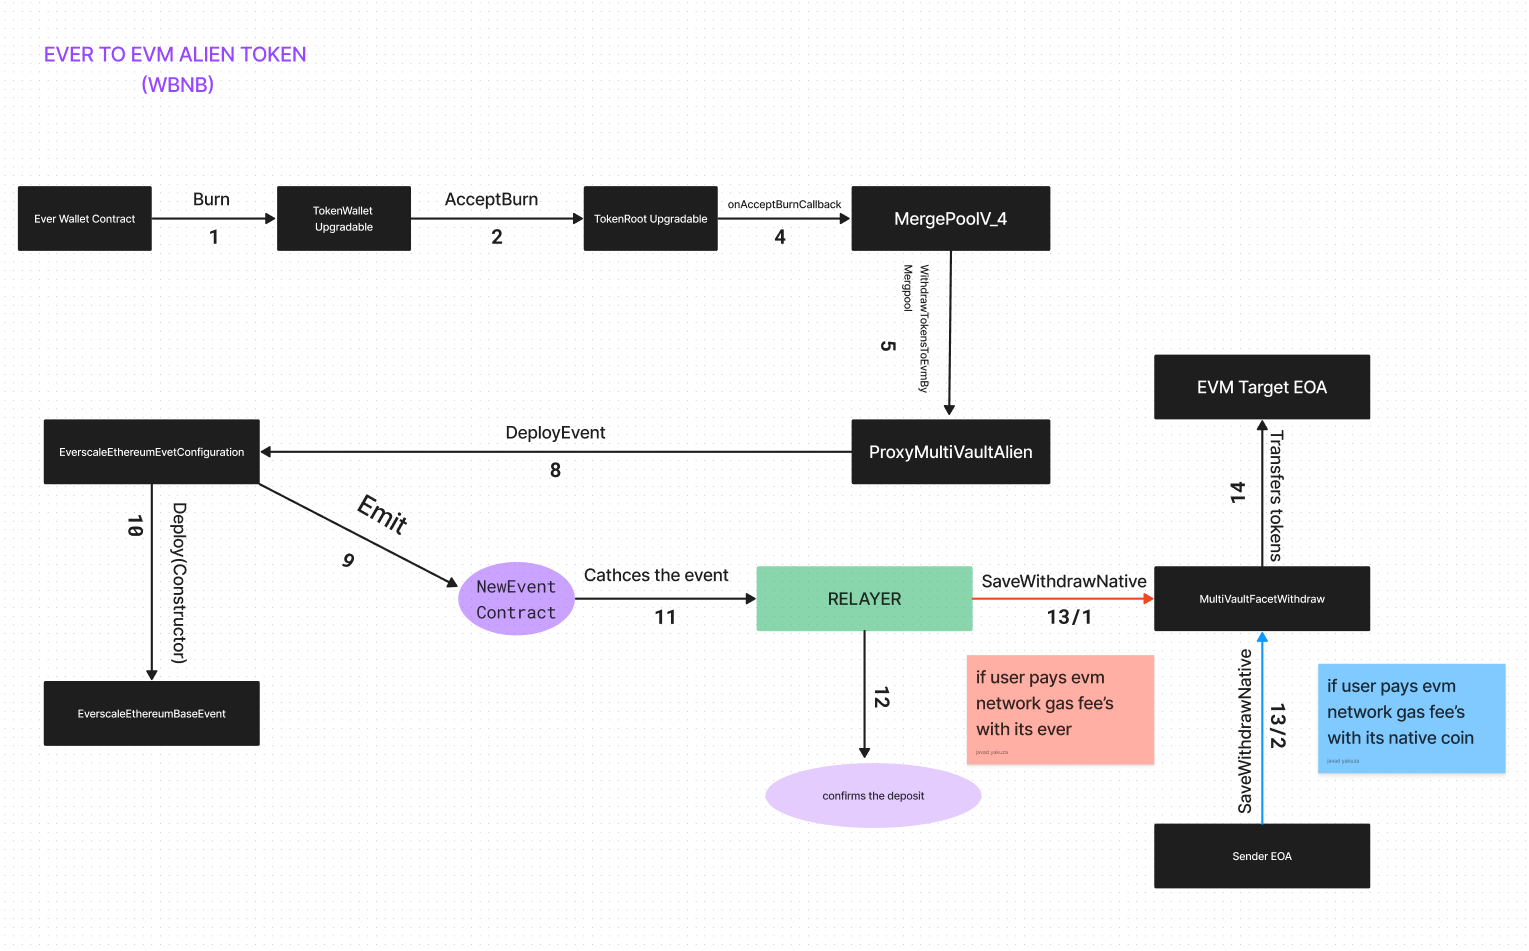 EVER TO EVM ALIEN TOKEN
(WBNB)
Ever Wallet Contract
Burn
1
TokenWallet
Upgradable
AcceptBurn
2
TokenRoot Upgradable
onAcceptBurnCallback
4
MergePoolV_4
WithdrawTokensToEvmBy
Mergpool
5
EVM Target EOA
EverscaleEthereumEvetConfiguration
DeployEvent
8
ProxyMultiVaultAlien
Transfers tokens
14
10
Deploy(Constructor)
Emit
9
NewEvent
Contract
Cathces the event
11
RELAYER
SaveWithdrawNative
13/1
MultiVaultFacetWithdraw
EverscaleEthereumBaseEvent
12
if user pays evm
network gas fee's
with its ever
javad yakuza
SaveWithdrawNative
13/2
if user pays evm
network gas fee's
with its native coin
javad yakuza
confirms the deposit
Sender EOA